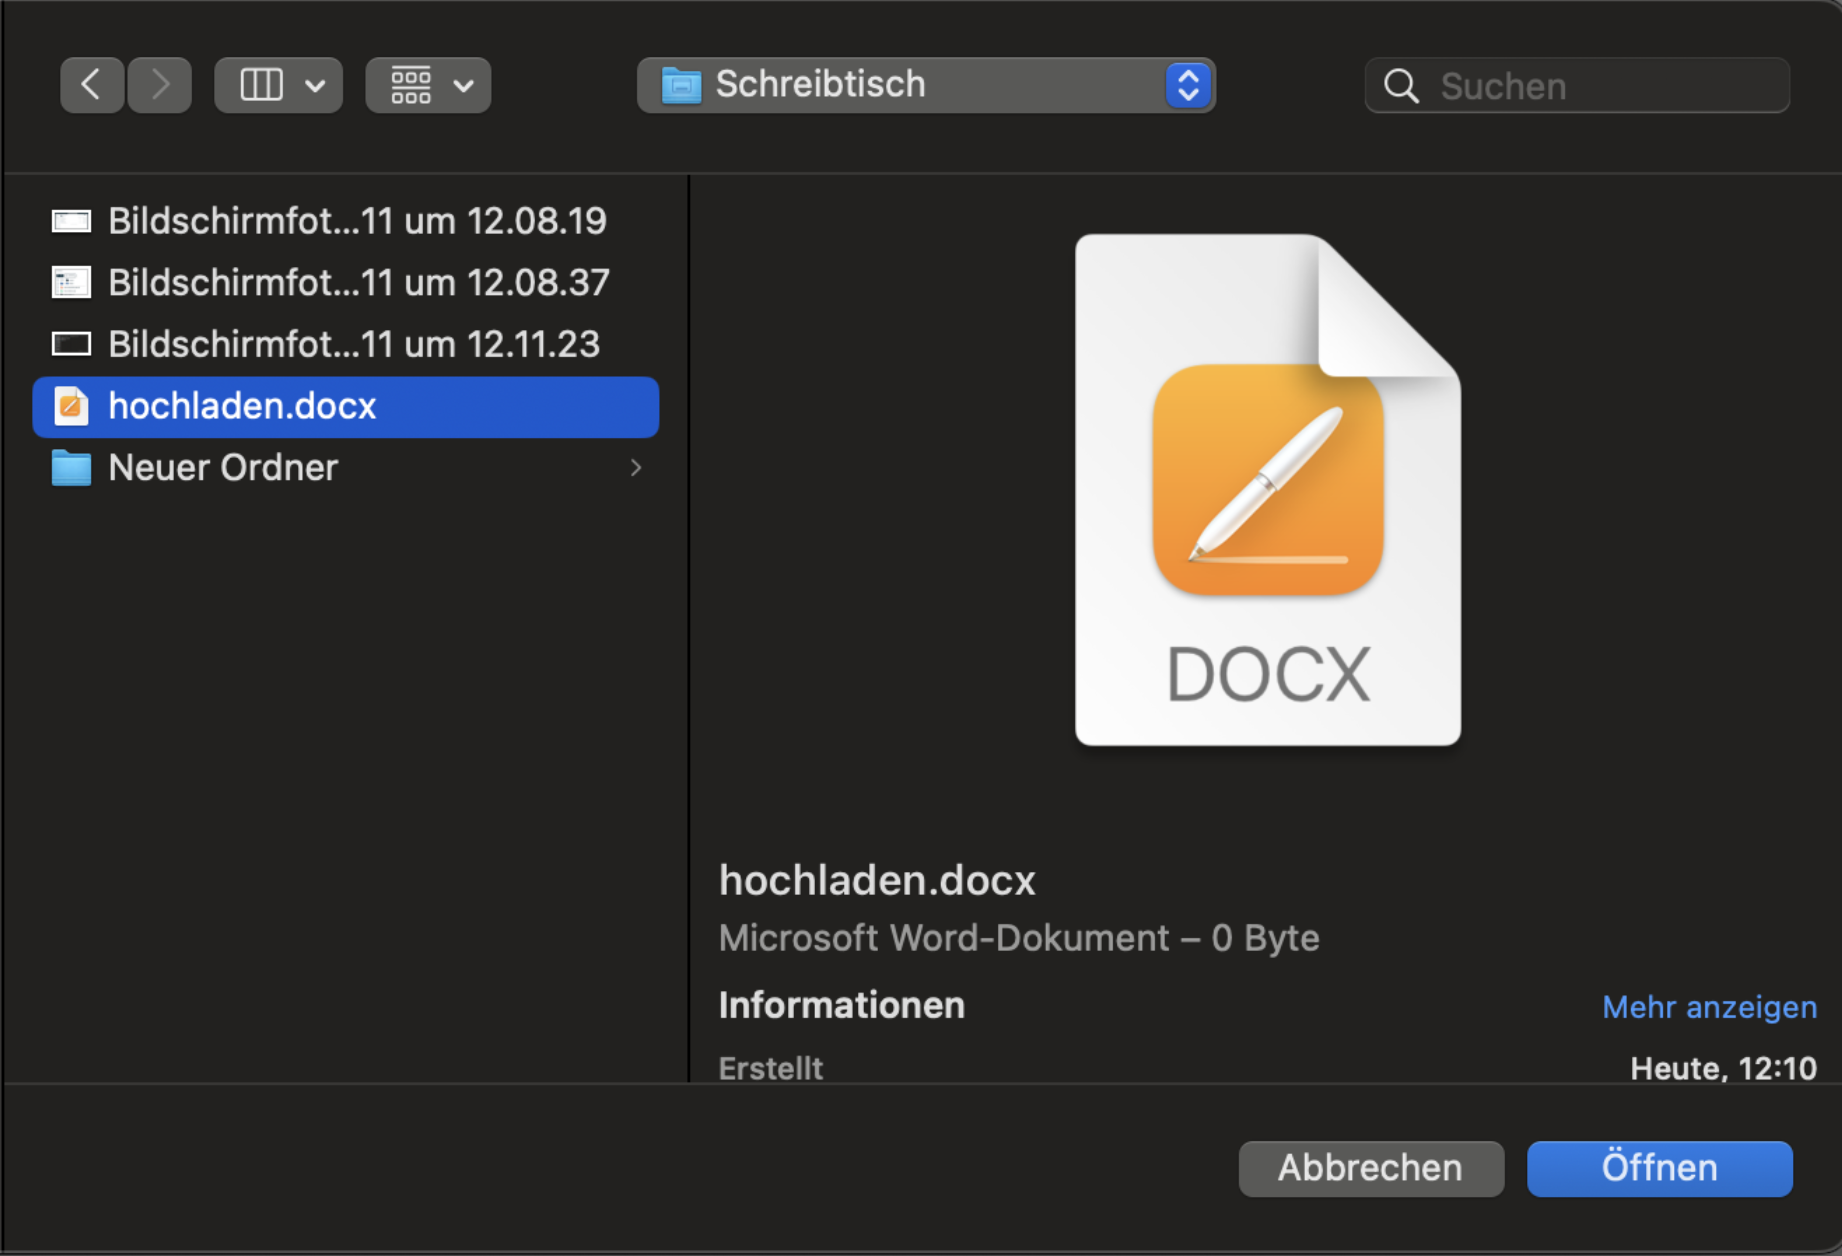 Schreibtisch
Suchen
Bildschirmfot...11 um 12.08.19
Bildschirmfot...11 um 12.08.37
Bildschirmfot...11 um 12.11.23
hochladen.docx
Neuer Ordner
DOCX
hochladen.docx
Microsoft Word-Dokument – 0 Byte
Informationen
Mehr anzeigen
Erstellt
Heute, 12:10
Abbrechen
Öffnen